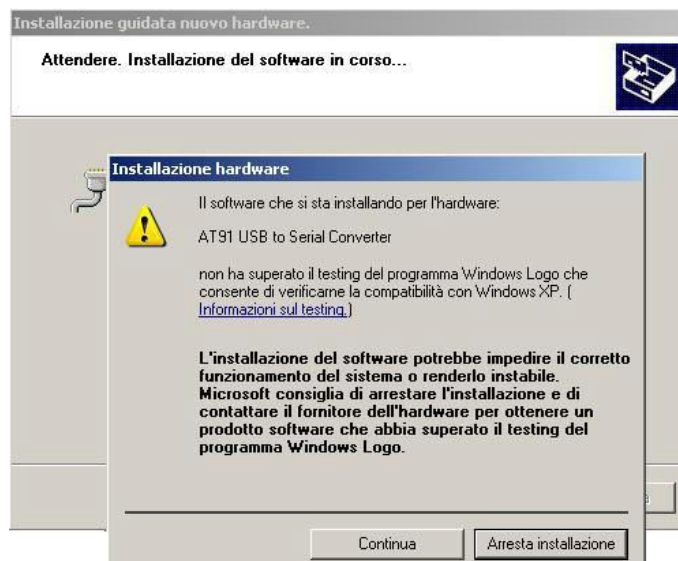 Installazione guidata nuovo hardware.
Attendere. Installazione del software in corso...
Installazione hardware
Il software che si sta installando per l'hardware:
AT91 USB to Serial Converter
non ha superato il testing del programma Windows Logo che
consente di verificarne la compatibilità con Windows XP. (
Informazioni sul testing.)
L'installazione del software potrebbe impedire il corretto
funzionamento del sistema o renderlo instabile.
Microsoft consiglia di arrestare l'installazione e di
contattare il fornitore dell'hardware per ottenere un
prodotto software che abbia superato il testing del
programma Windows Logo.
Continua
Arresta installazione